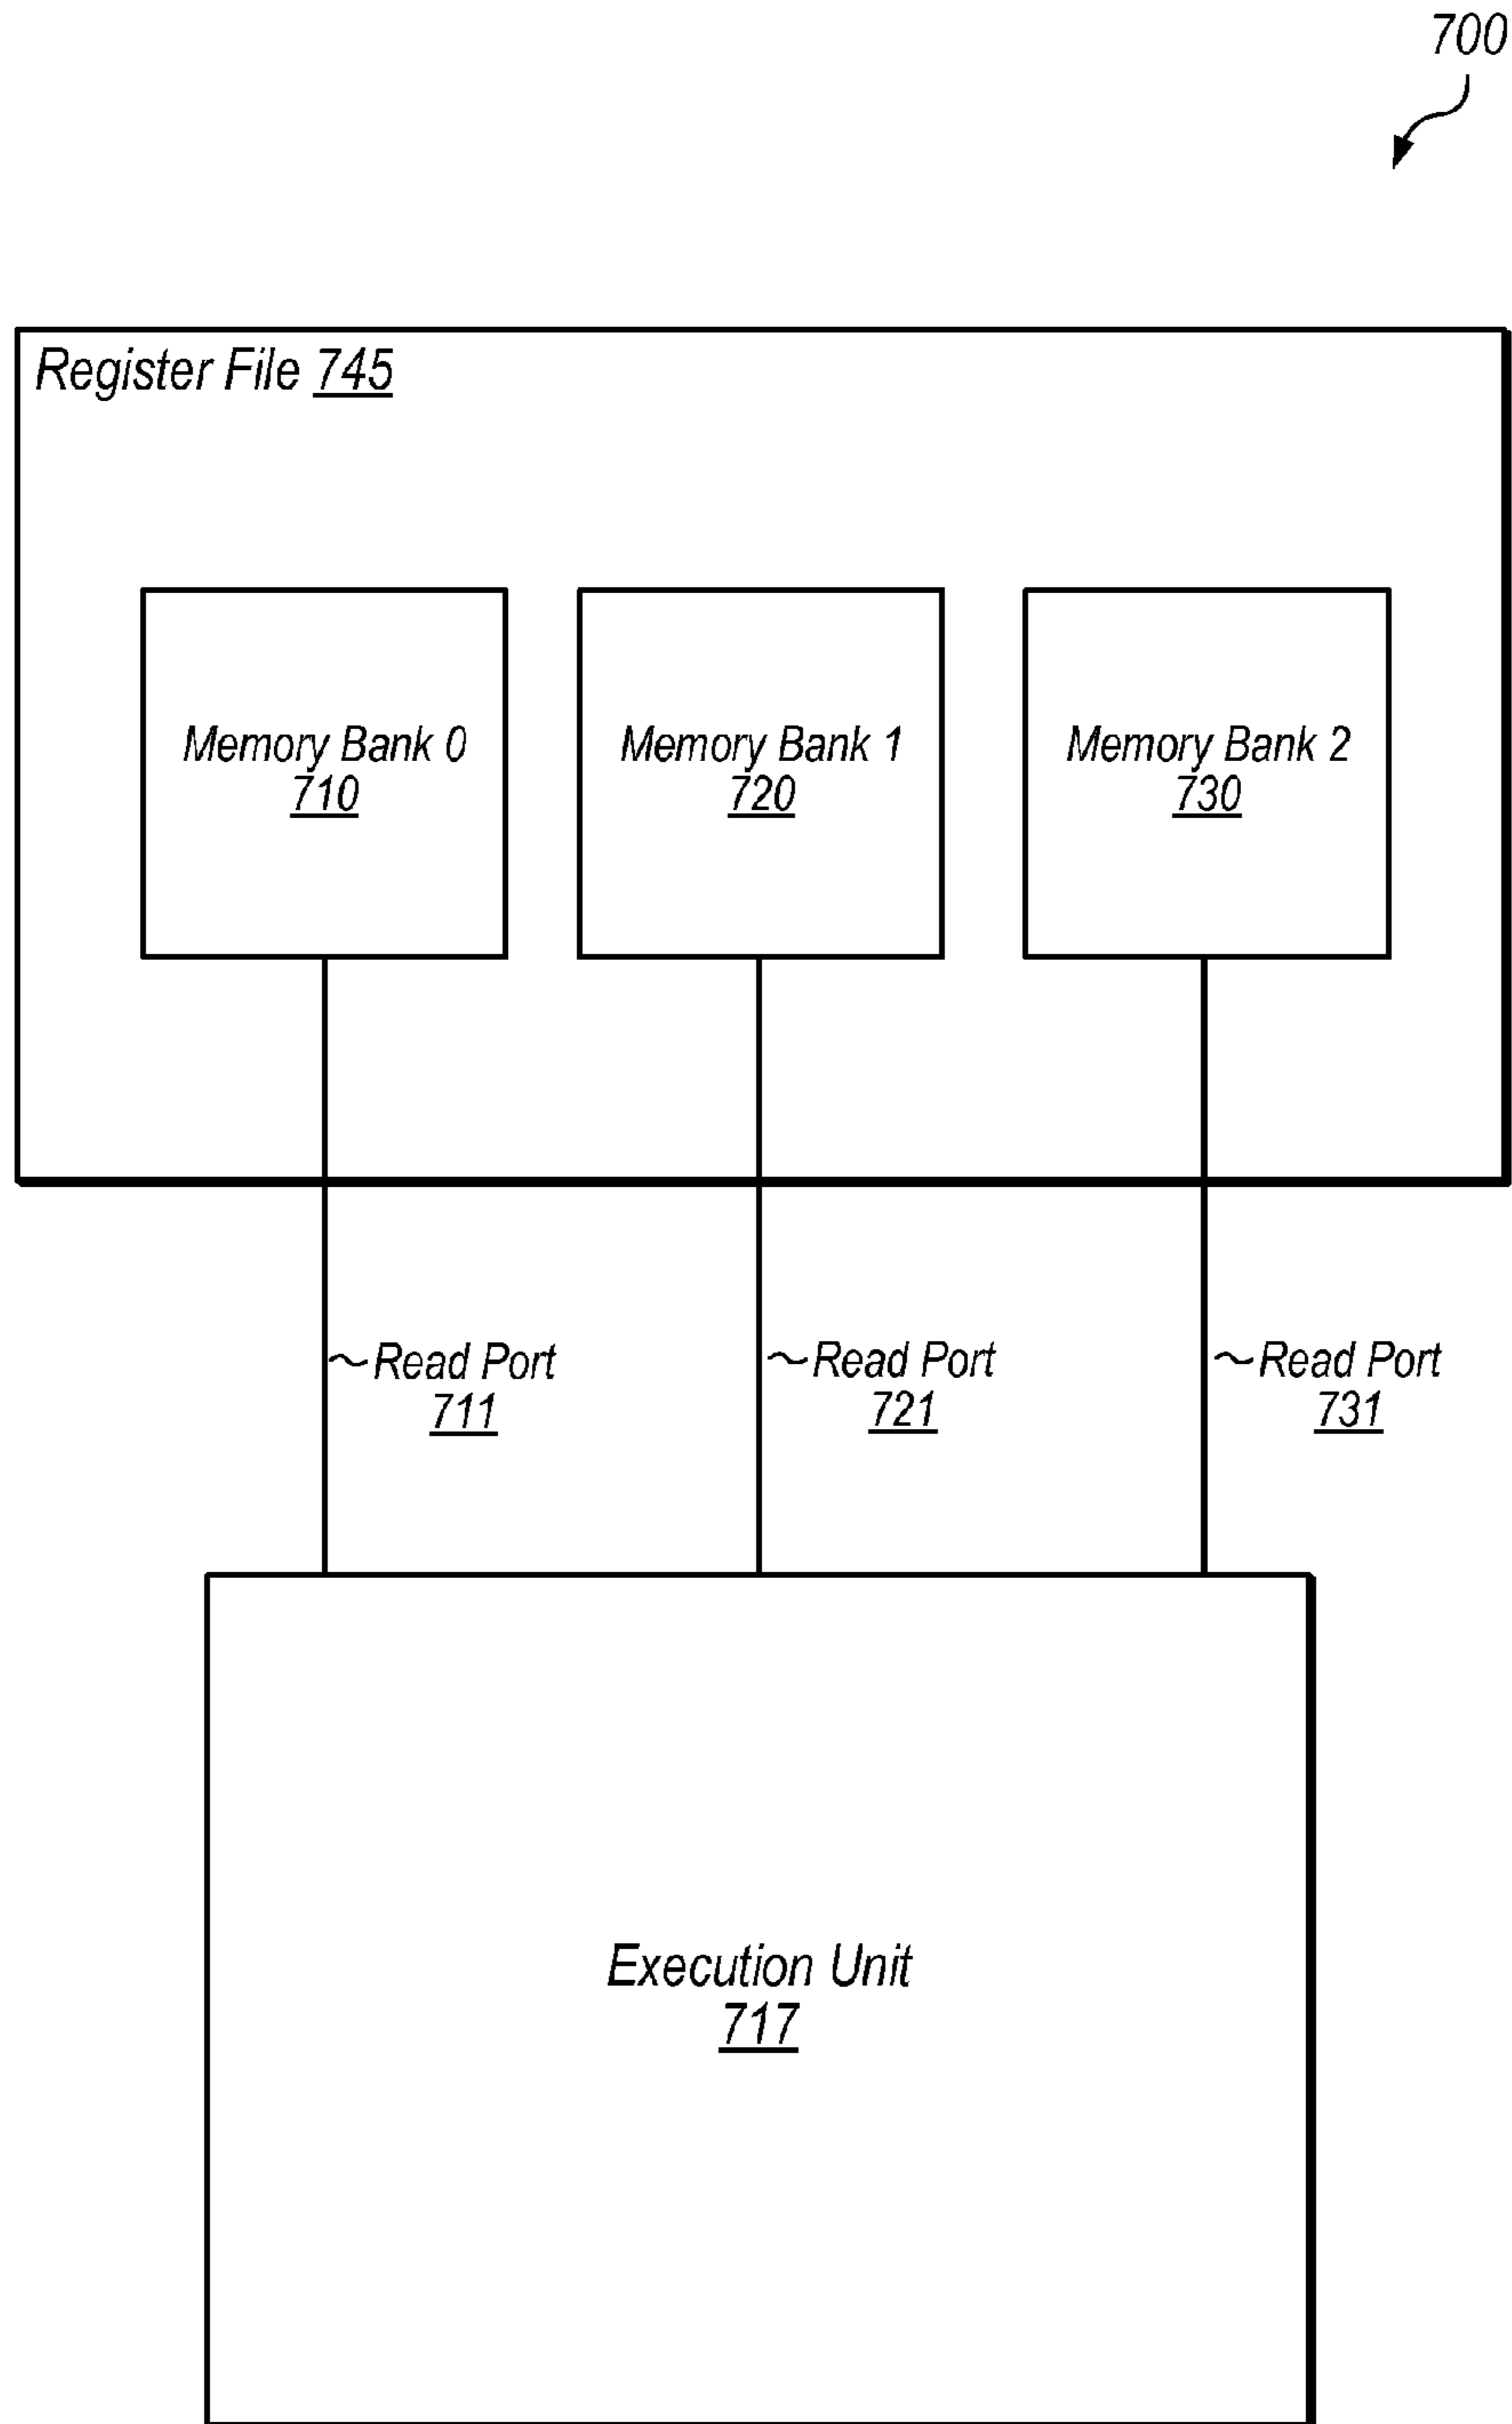 700
Register File 745
Memory Bank 0
710
Memory Bank 1
720
Memory Bank 2
730
Read Port
711
Read Port
721
Read Port
731
Execution Unit
717